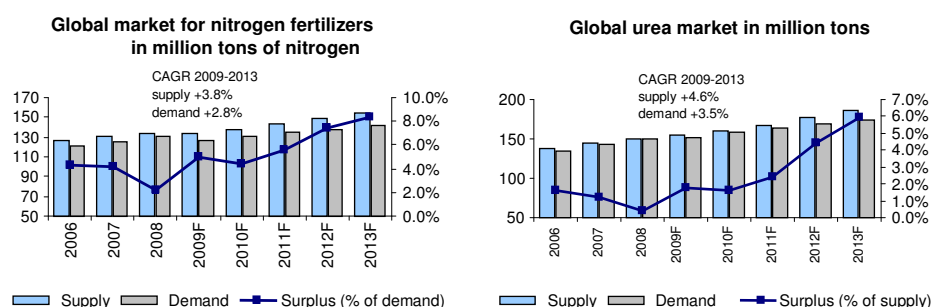 Global market for nitrogen fertilizers
in million tons of nitrogen
CAGR 2009-2013
supply +3.8%
demand +2.8%
170
150
130
110
90
70
50
10.0%
8.0%
6.0%
4.0%
2.0%
0.0%
2006
2007
2008
2009F
2010F
2011F
2012F
2013F
Supply Demand Surplus (% of demand)
Global urea market in million tons
CAGR 2009-2013
supply +4.6%
demand +3.5%
200
150
100
50
7.0%
6.0%
5.0%
4.0%
3.0%
2.0%
1.0%
0.0%
2006
2007
2008
2009F
2010F
2011F
2012F
2013F
Supply Demand Surplus (% of supply)